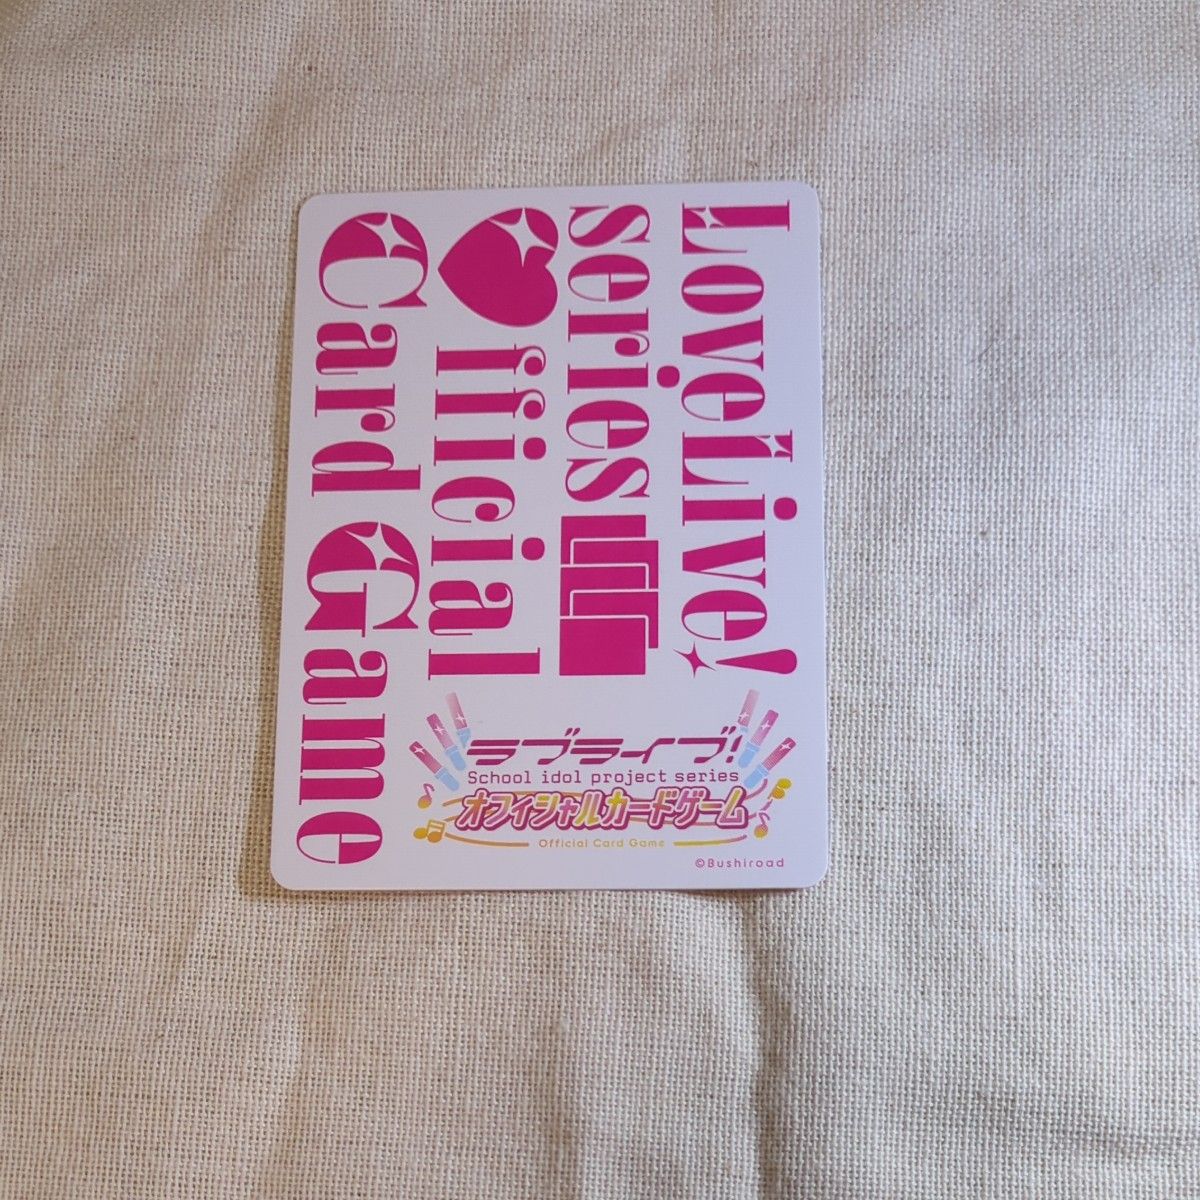 LoveLive!
series
♥fficial
Card Game
ラブライブ!
School idol project series
オフィシャルカードゲーム
Official Card Game
©Bushiroad